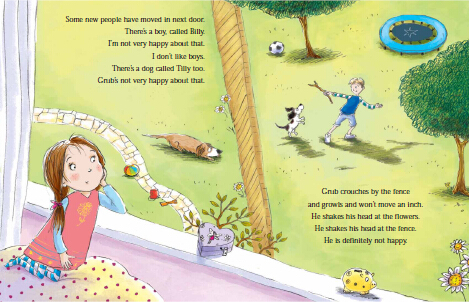 Some new people have moved in next door.
There's a boy, called Billy.
I'm not very happy about that.
I don't like boys.
There's a dog called Tilly too.
Grub's not very happy about that.
Grub crouches by the fence
and growls and won't move an inch.
He shakes his head at the flowers.
He shakes his head at the fence.
He is definitely not happy.